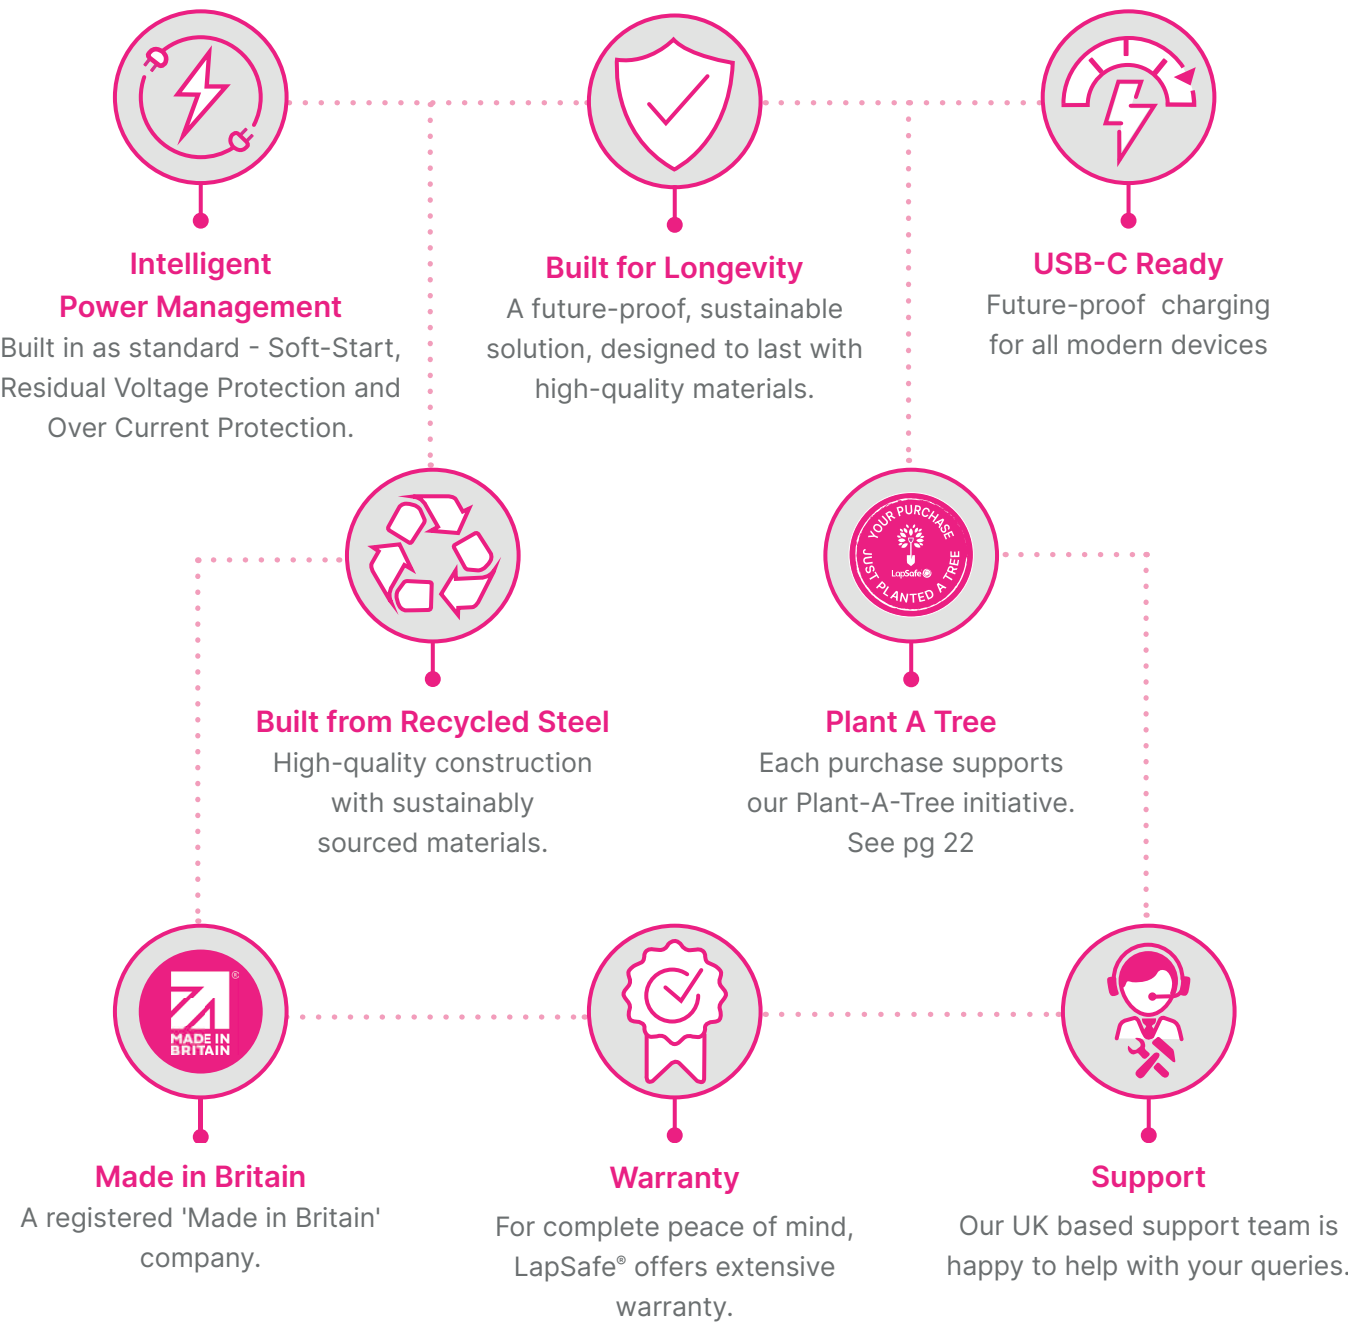 Intelligent
Power Management
Built in as standard - Soft-Start,
Residual Voltage Protection and
Over Current Protection.
Built for Longevity
A future-proof, sustainable
solution, designed to last with
high-quality materials.
USB-C Ready
Future-proof  charging
for all modern devices
Built from Recycled Steel
High-quality construction
with sustainably
sourced materials.
YOUR PURCHASE
LapSafe
JUST PLANTED A TREE
Plant A Tree
Each purchase supports
our Plant-A-Tree initiative.
See pg 22
®
MADE IN
BRITAIN
Made in Britain
A registered 'Made in Britain'
company.
Warranty
For complete peace of mind,
LapSafe® offers extensive
warranty.
Support
Our UK based support team is
happy to help with your queries.